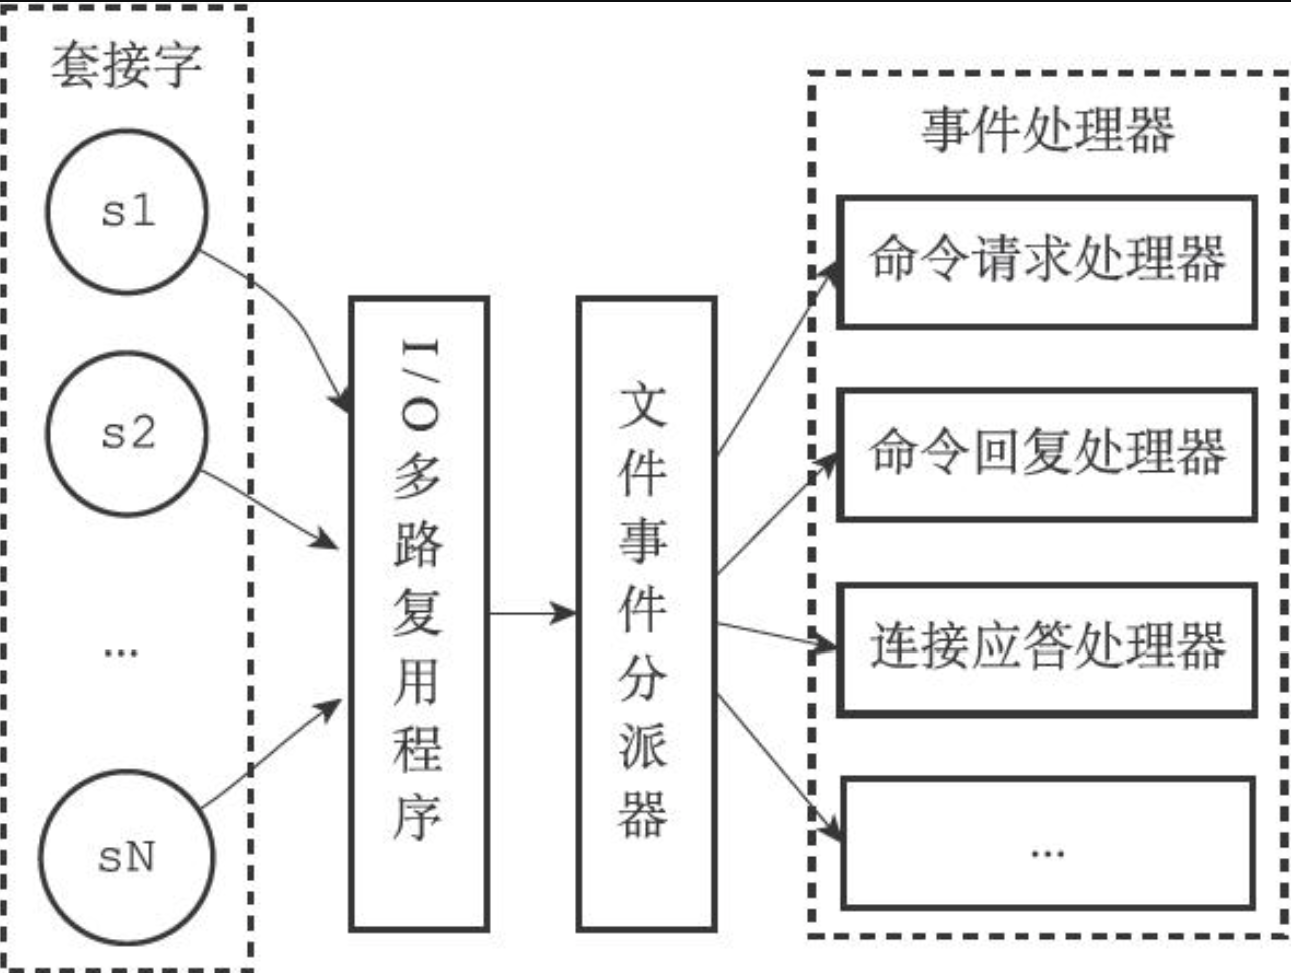 套接字
s1
s2
...
sN
I/O多路复用程序
文件事件分派器
事件处理器
命令请求处理器
命令回复处理器
连接应答处理器
...